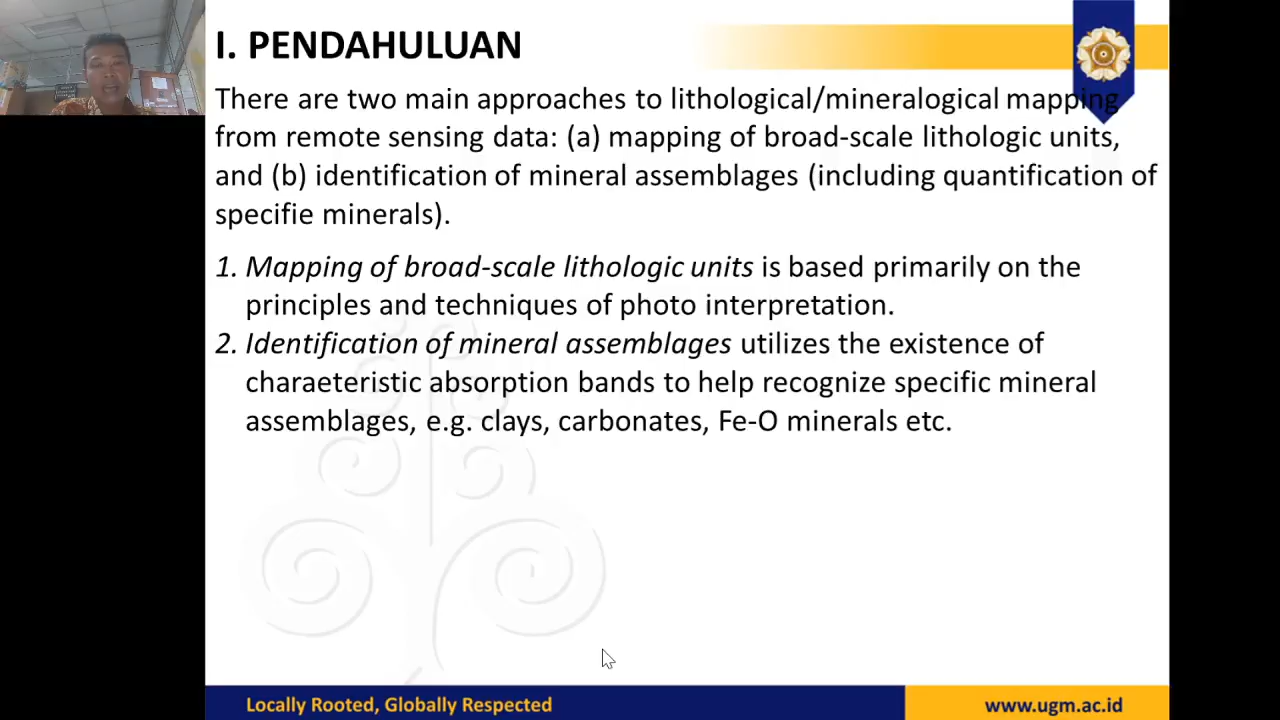 I. PENDAHULUAN
There are two main approaches to lithological/mineralogical mapping
from remote sensing data: (a) mapping of broad-scale lithologic units,
and (b) identification of mineral assemblages (including quantification of
specifie minerals).
1. Mapping of broad-scale lithologic units is based primarily on the
principles and techniques of photo interpretation.
2. Identification of mineral assemblages utilizes the existence of
charaeteristic absorption bands to help recognize specific mineral
assemblages, e.g. clays, carbonates, Fe-O minerals etc.
Locally Rooted, Globally Respected
www.ugm.ac.id